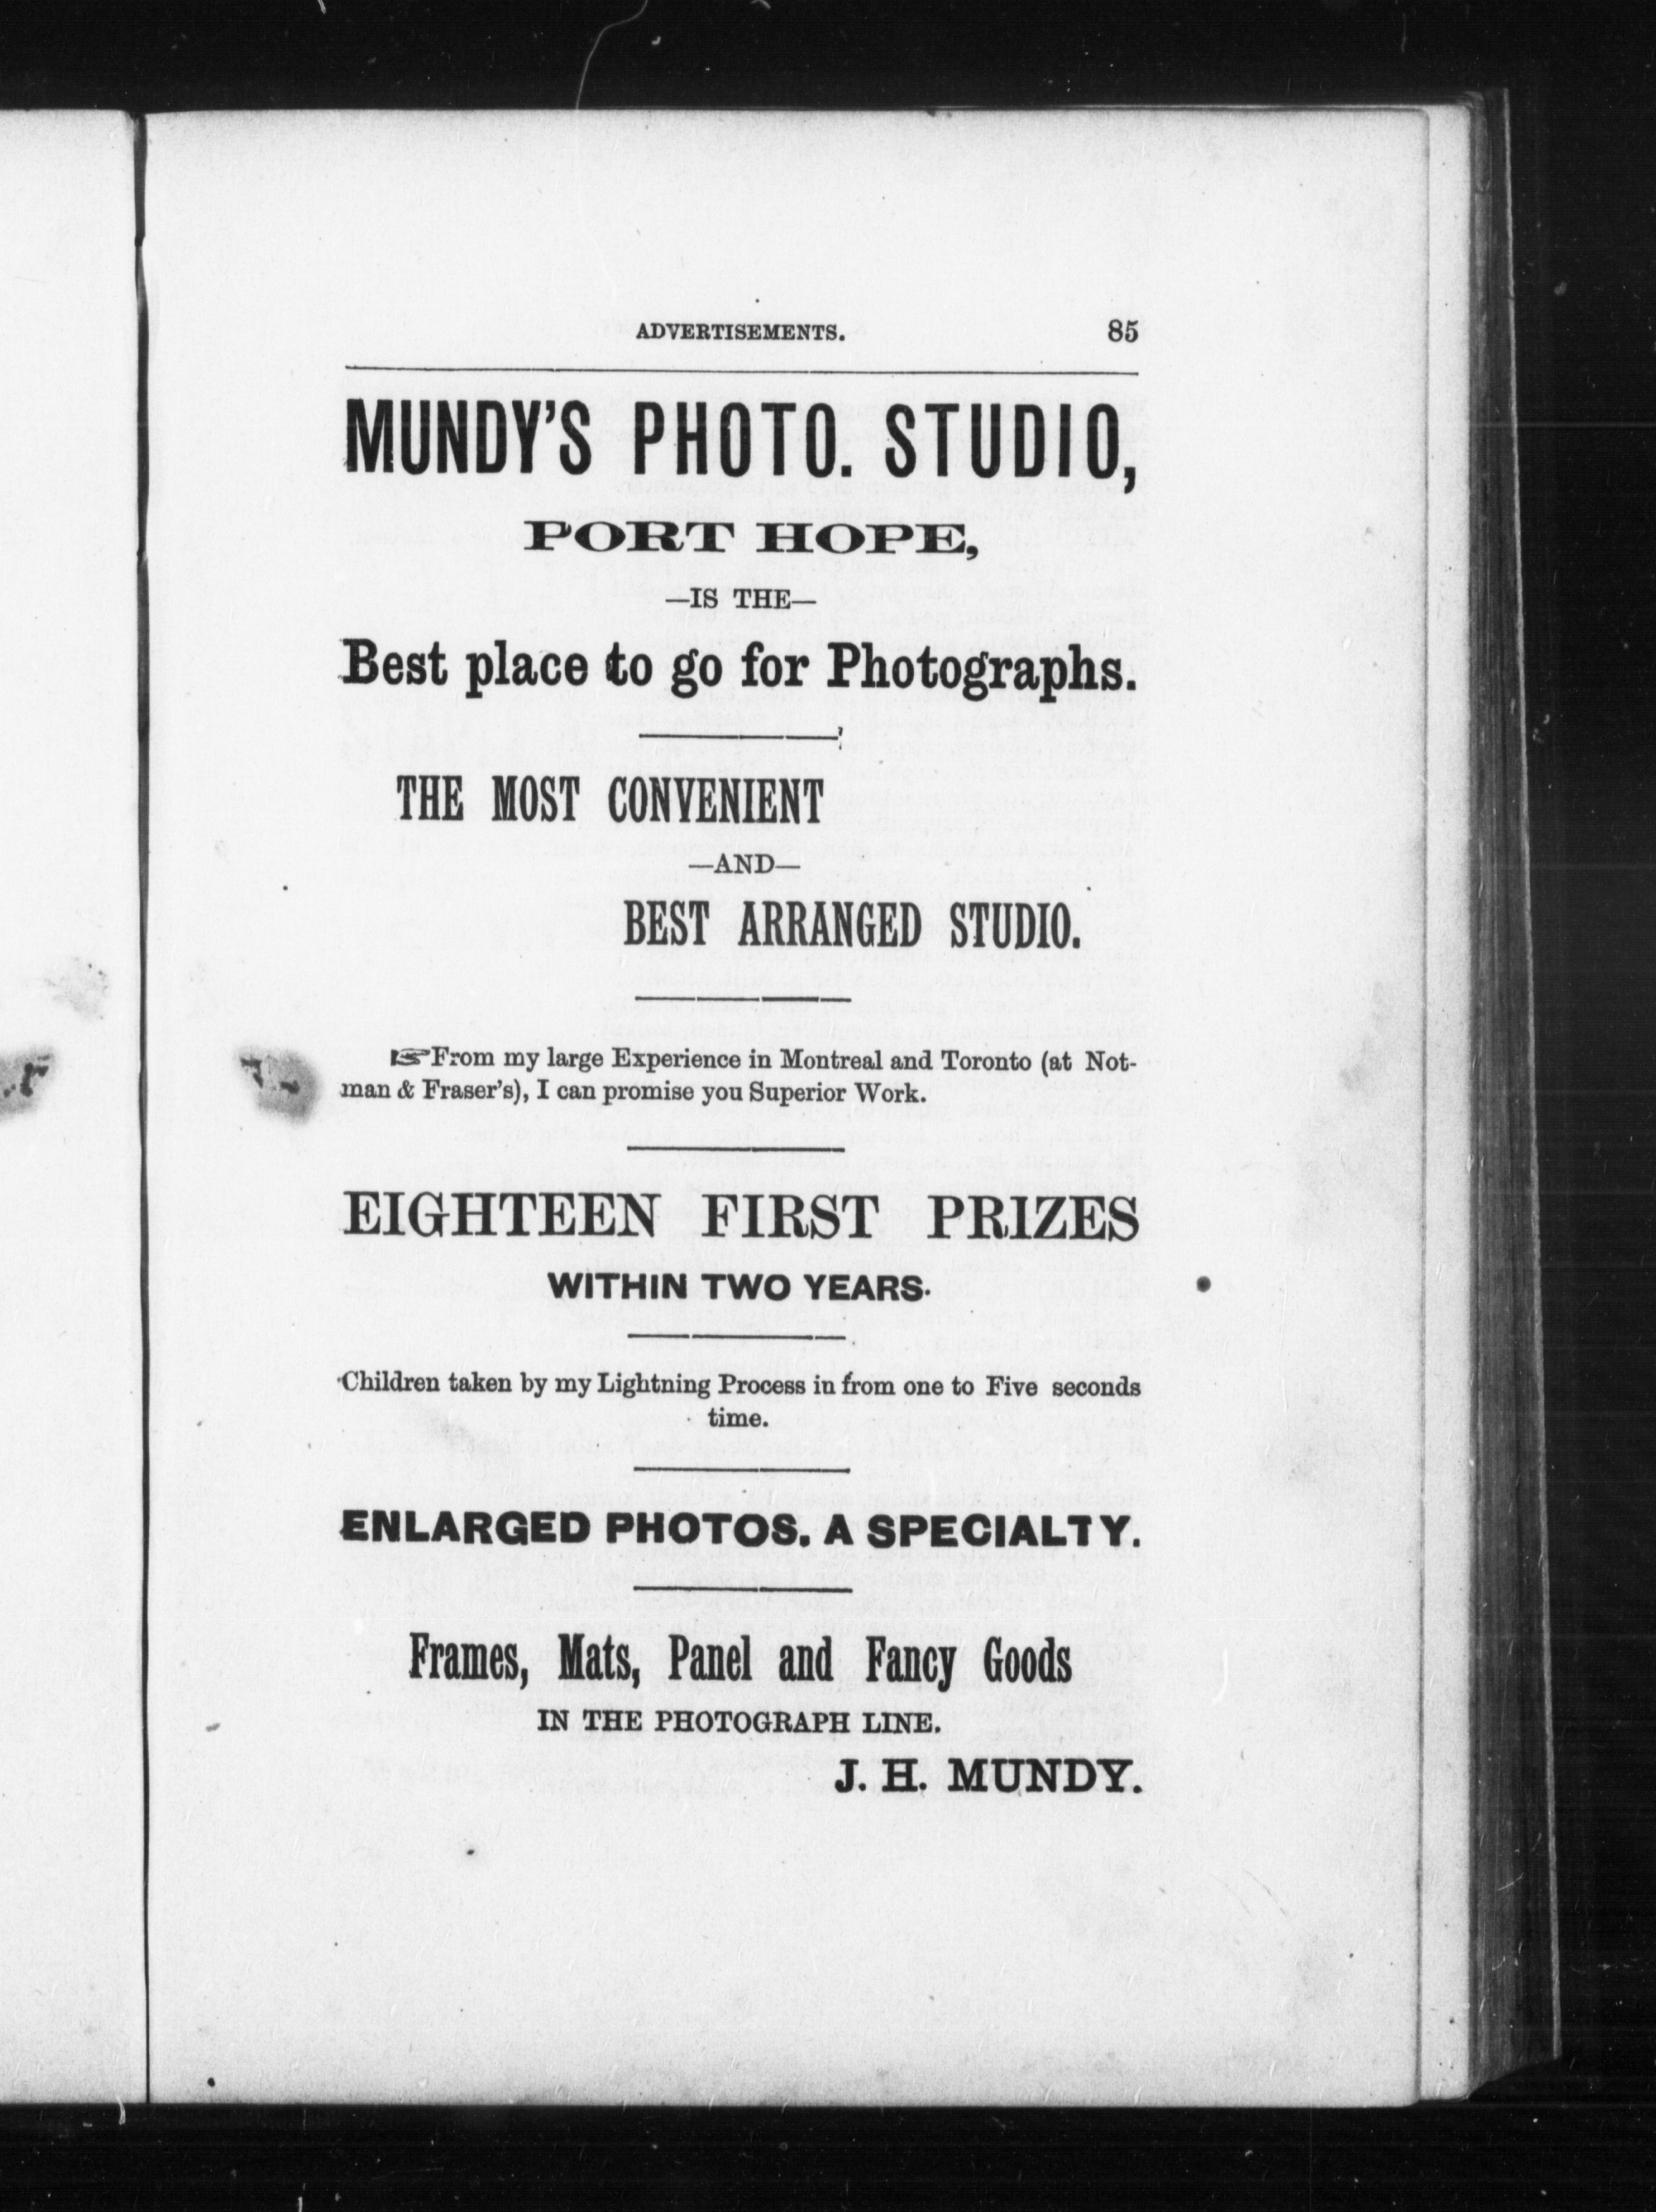 ADVERTISEMENTS. 85
MUNDY'S PHOTO. STUDIO,
PORT HOPE,
—IS THE—
Best place to go for Photographs.
THE MOST CONVENIENT
—AND—
BEST ARRANGED STUDIO.
☞From my large Experience in Montreal and Toronto (at Not-
man & Fraser's), I can promise you Superior Work.
EIGHTEEN FIRST PRIZES
WITHIN TWO YEARS.
Children taken by my Lightning Process in from one to Five seconds
time.
ENLARGED PHOTOS. A SPECIALTY.
Frames, Mats, Panel and Fancy Goods
IN THE PHOTOGRAPH LINE.
J. H. MUNDY.